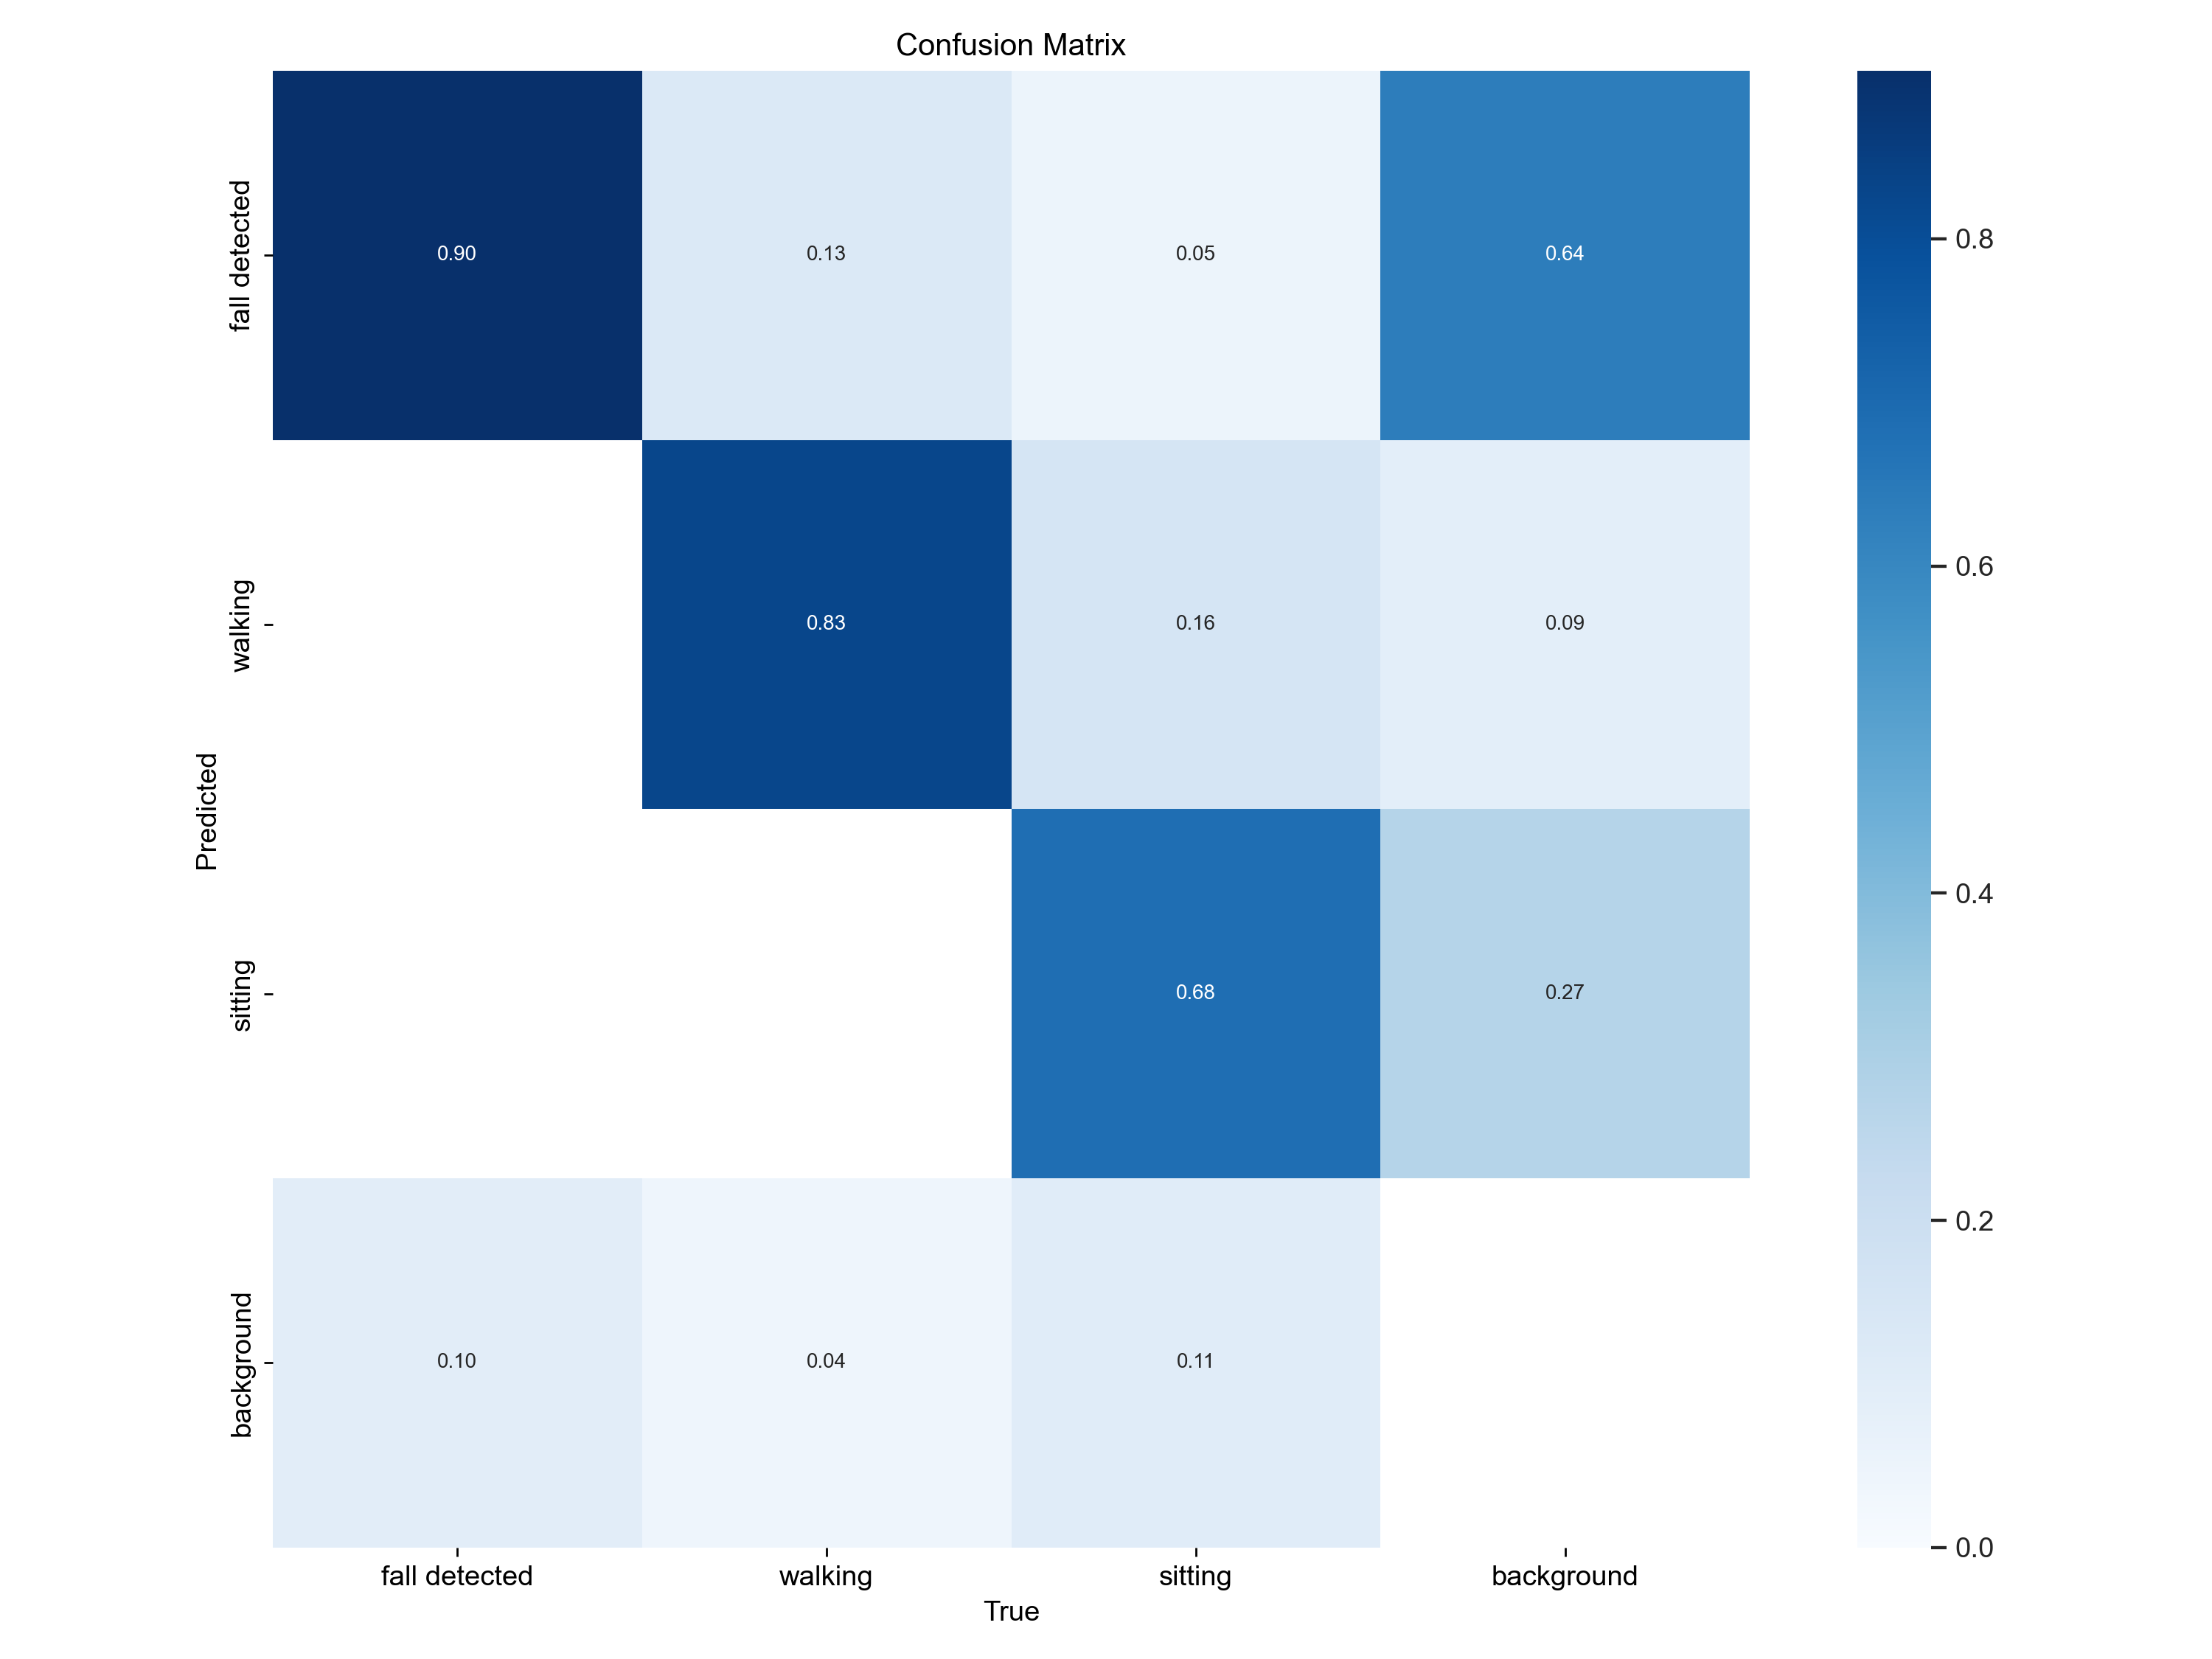 Confusion Matrix
fall detected
0.90
0.13
0.05
0.64
0.8
walking
0.83
0.16
0.09
0.6
Predicted
0.4
sitting
0.68
0.27
0.2
background
0.10
0.04
0.11
0.0
fall detected
walking
sitting
background
True